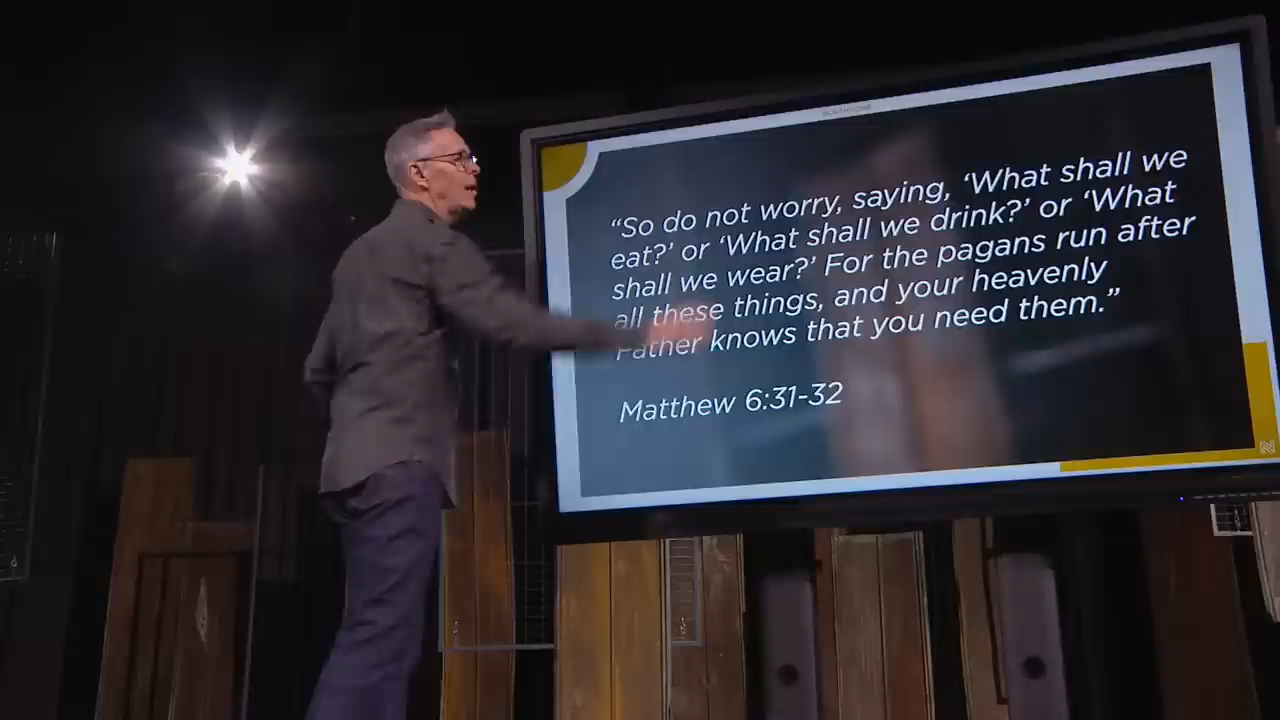 “So do not worry, saying, ‘What shall we
eat?’ or ‘What shall we drink?’ or ‘What
shall we wear?’ For the pagans run after
all these things, and your heavenly
Father knows that you need them.”
Matthew 6:31-32
N